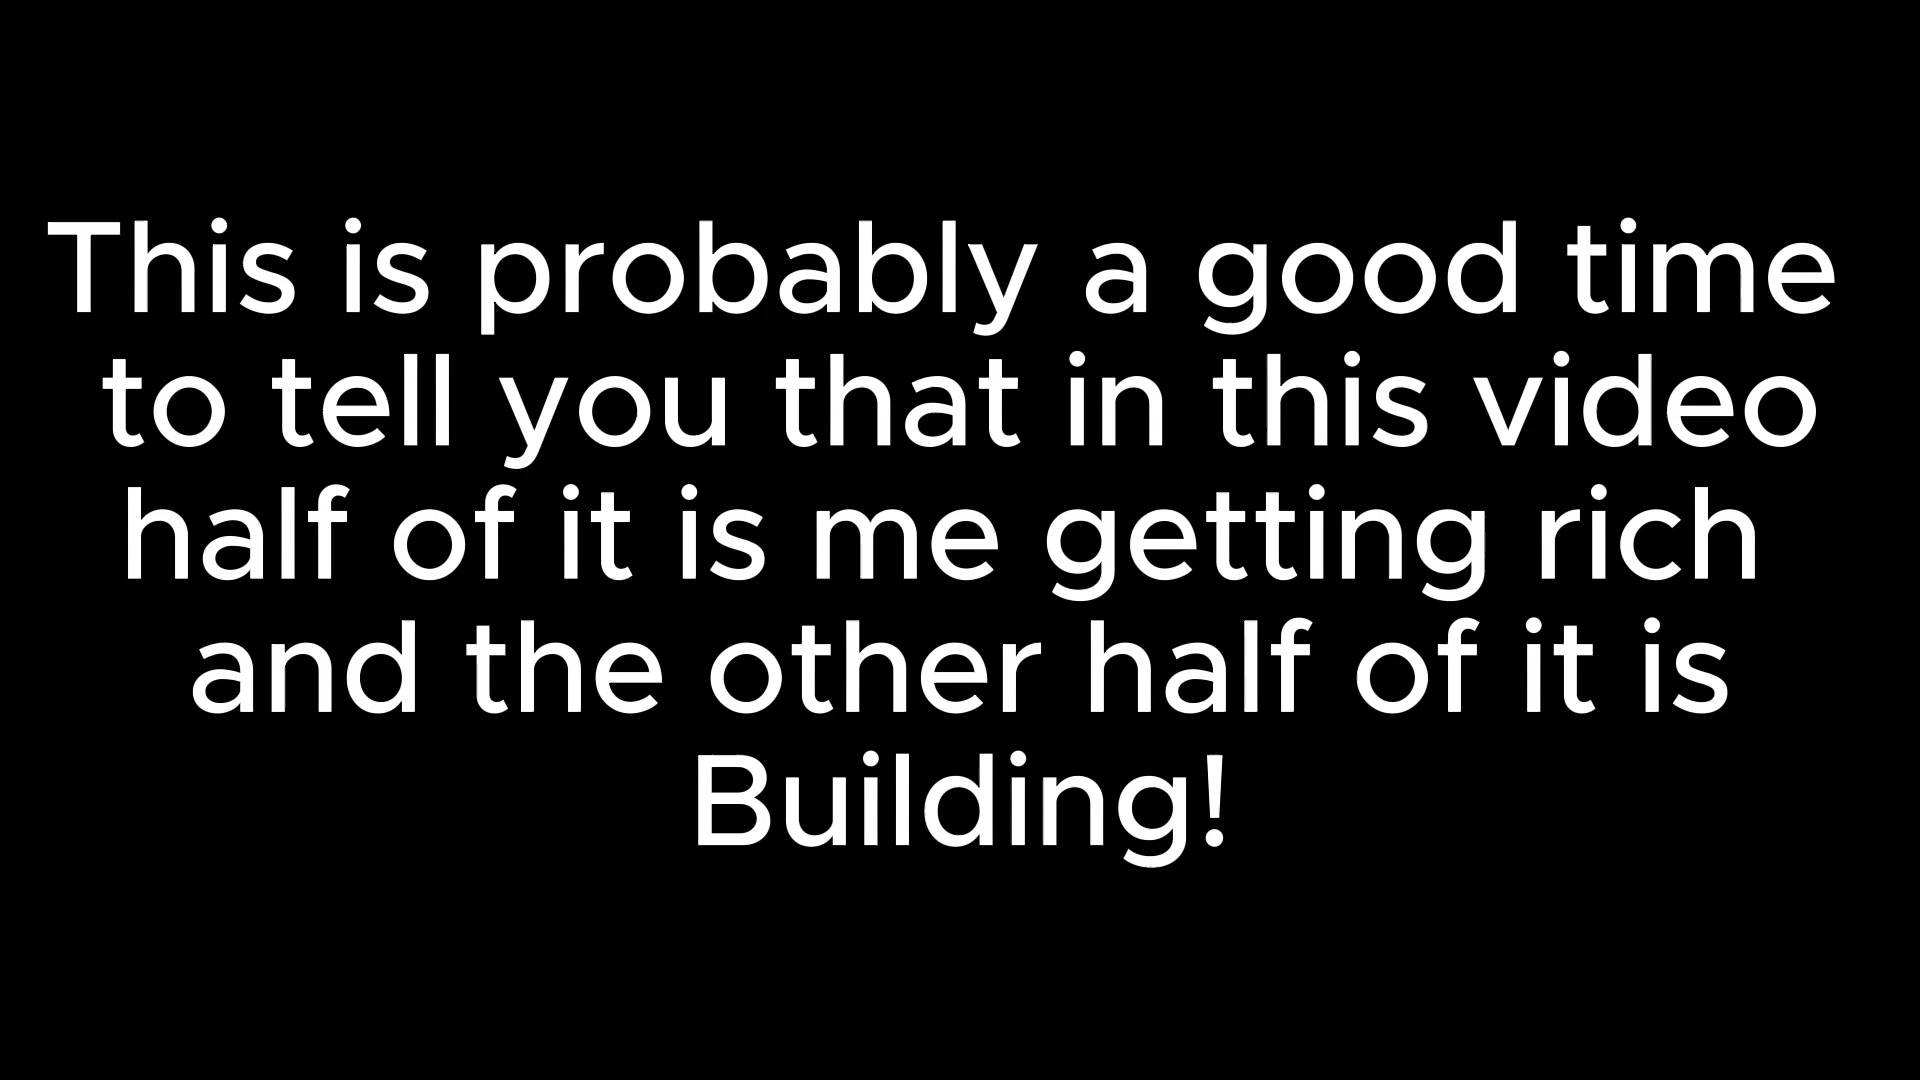 This is probably a good time
to tell you that in this video
half of it is me getting rich
and the other half of it is
Building!